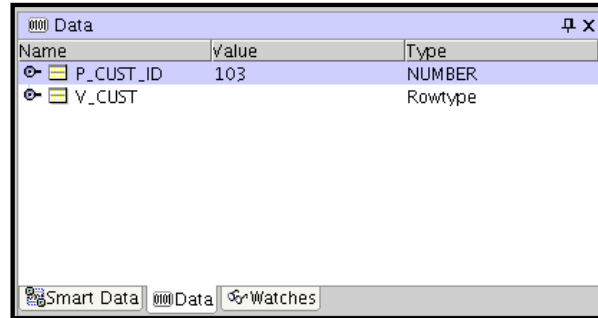 Data
Name Value Type
P_CUST_ID 103 NUMBER
V_CUST Rowtype
Smart Data Data Watches